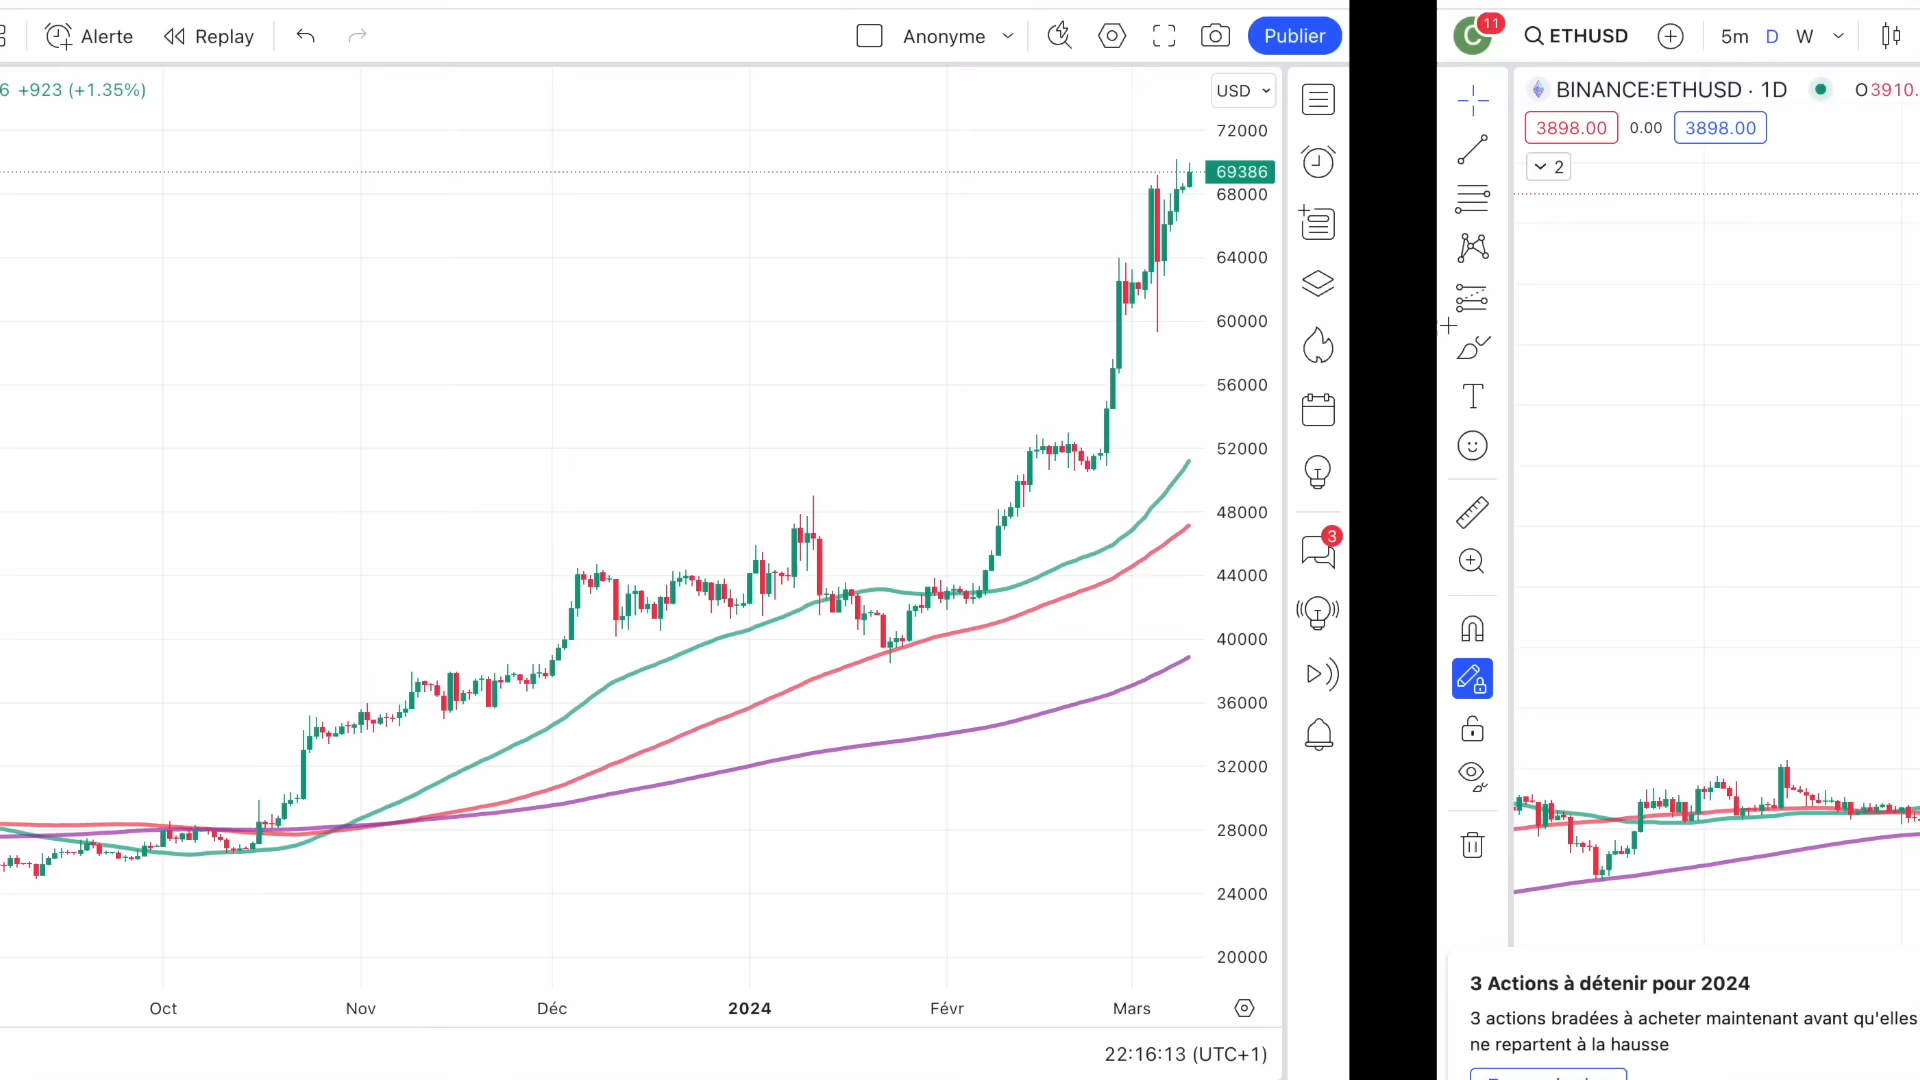 Alerte
Replay
Anonyme
Publier
6 +923 (+1.35%)
USD
72000
69386
68000
64000
60000
56000
52000
48000
44000
40000
36000
32000
28000
24000
20000
Oct
Nov
Déc
2024
Févr
Mars
22:16:13 (UTC+1)
3
C
11
ETHUSD
5m
D
W
BINANCE:ETHUSD · 1D
O3910.
3898.00
0.00
3898.00
2
3 Actions à détenir pour 2024
3 actions bradées à acheter maintenant avant qu'elles
ne repartent à la hausse